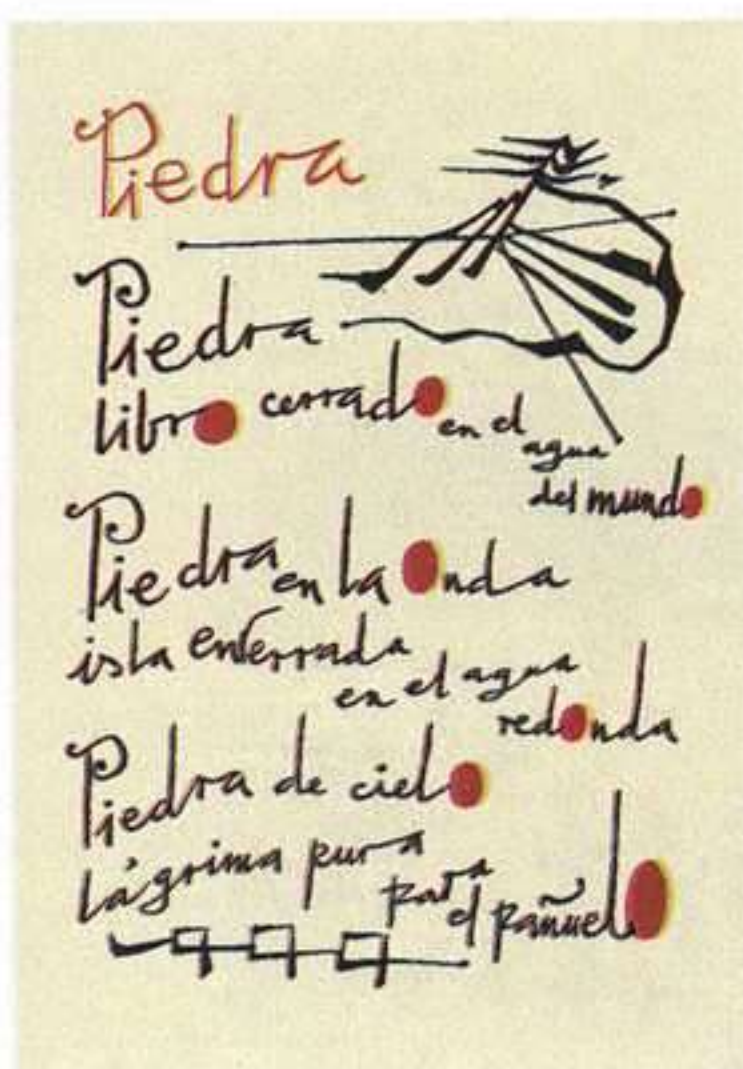 Piedra
Piedra
libro cerrado en el
agua
del mundo
Piedra en la onda
isla enterrada
en el agua
redonda
Piedra de cielo
lágrima pura
para
el pañuelo